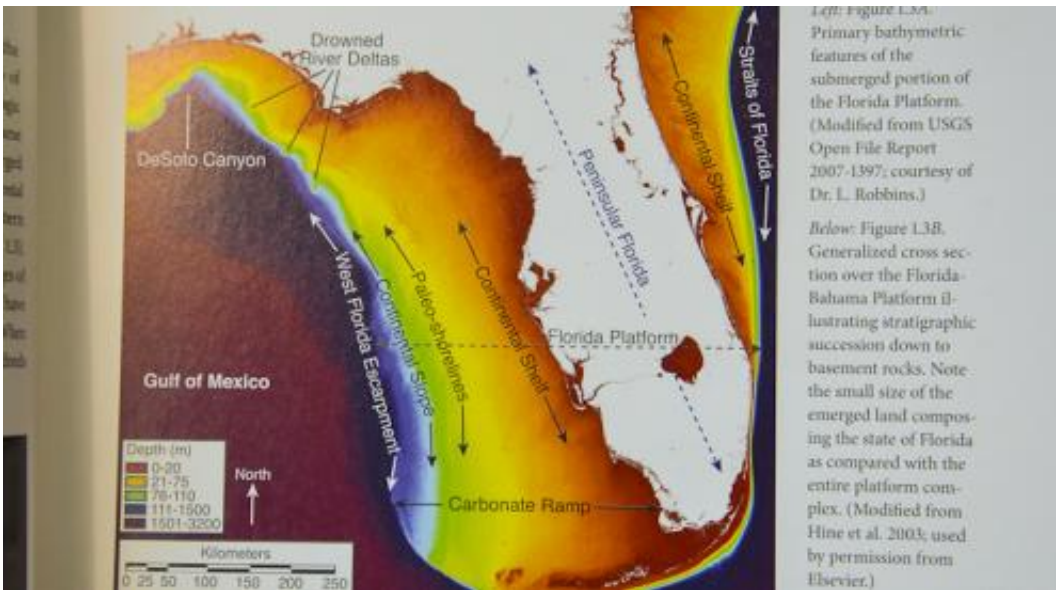 Drowned
River Deltas
DeSoto Canyon
West Florida Escarpment
Continental Slope
Paleo-shorelines
Continental Shelf
Peninsular Florida
Continental Shelf
Straits of Florida
Florida Platform
Gulf of Mexico
Carbonate Ramp
Depth (m)
0-20
21-75
76-110
111-1500
1501-3200
North
Kilometers
0 25 50 100 150 200 250
Left: Figure 1.3A.
Primary bathymetric
features of the
submerged portion of
the Florida Platform.
(Modified from USGS
Open File Report
2007-1397; courtesy of
Dr. L. Robbins.)
Below: Figure 1.3B.
Generalized cross sec-
tion over the Florida-
Bahama Platform il-
lustrating stratigraphic
succession down to
basement rocks. Note
the small size of the
emerged land compos-
ing the state of Florida
as compared with the
entire platform com-
plex. (Modified from
Hine et al. 2003; used
by permission from
Elsevier.)